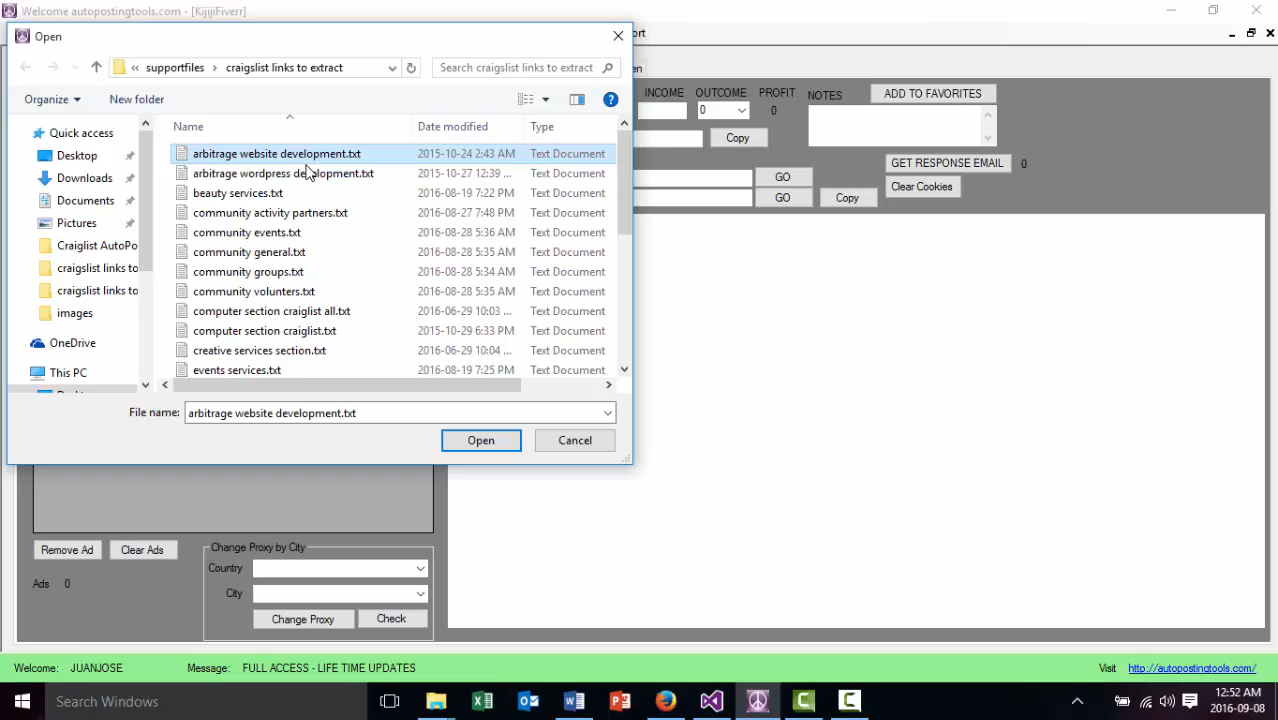 Welcome autopostingtools.com - [KijijiFiverr]
Open
ort
supportfiles
craigslist links to extract
Search craigslist links to extract
en
Organize
New folder
INCOME
OUTCOME
PROFIT
NOTES
ADD TO FAVORITES
0
0
Copy
Name
Date modified
Type
Quick access
Desktop
Downloads
Documents
Pictures
Craiglist AutoPo
craigslist links to
craigslist links to
images
OneDrive
This PC
arbitrage website development.txt 2015-10-24 2:43 AM Text Document
arbitrage wordpress development.txt 2015-10-27 12:39 ... Text Document
beauty services.txt 2016-08-19 7:22 PM Text Document
community activity partners.txt 2016-08-27 7:48 PM Text Document
community events.txt 2016-08-28 5:36 AM Text Document
community general.txt 2016-08-28 5:35 AM Text Document
community groups.txt 2016-08-28 5:34 AM Text Document
community volunters.txt 2016-08-28 5:35 AM Text Document
computer section craiglist all.txt 2016-06-29 10:03 ... Text Document
computer section craiglist.txt 2015-10-29 6:33 PM Text Document
creative services section.txt 2016-06-29 10:04 ... Text Document
events services.txt 2016-08-19 7:25 PM Text Document
GET RESPONSE EMAIL
0
GO
Clear Cookies
GO
Copy
File name:
arbitrage website development.txt
Open
Cancel
Remove Ad
Clear Ads
Ads 0
Change Proxy by City
Country
City
Change Proxy
Check
Welcome: JUANJOSE
Message: FULL ACCESS - LIFE TIME UPDATES
Visit http://autopostingtools.com/
Search Windows
12:52 AM
2016-09-08